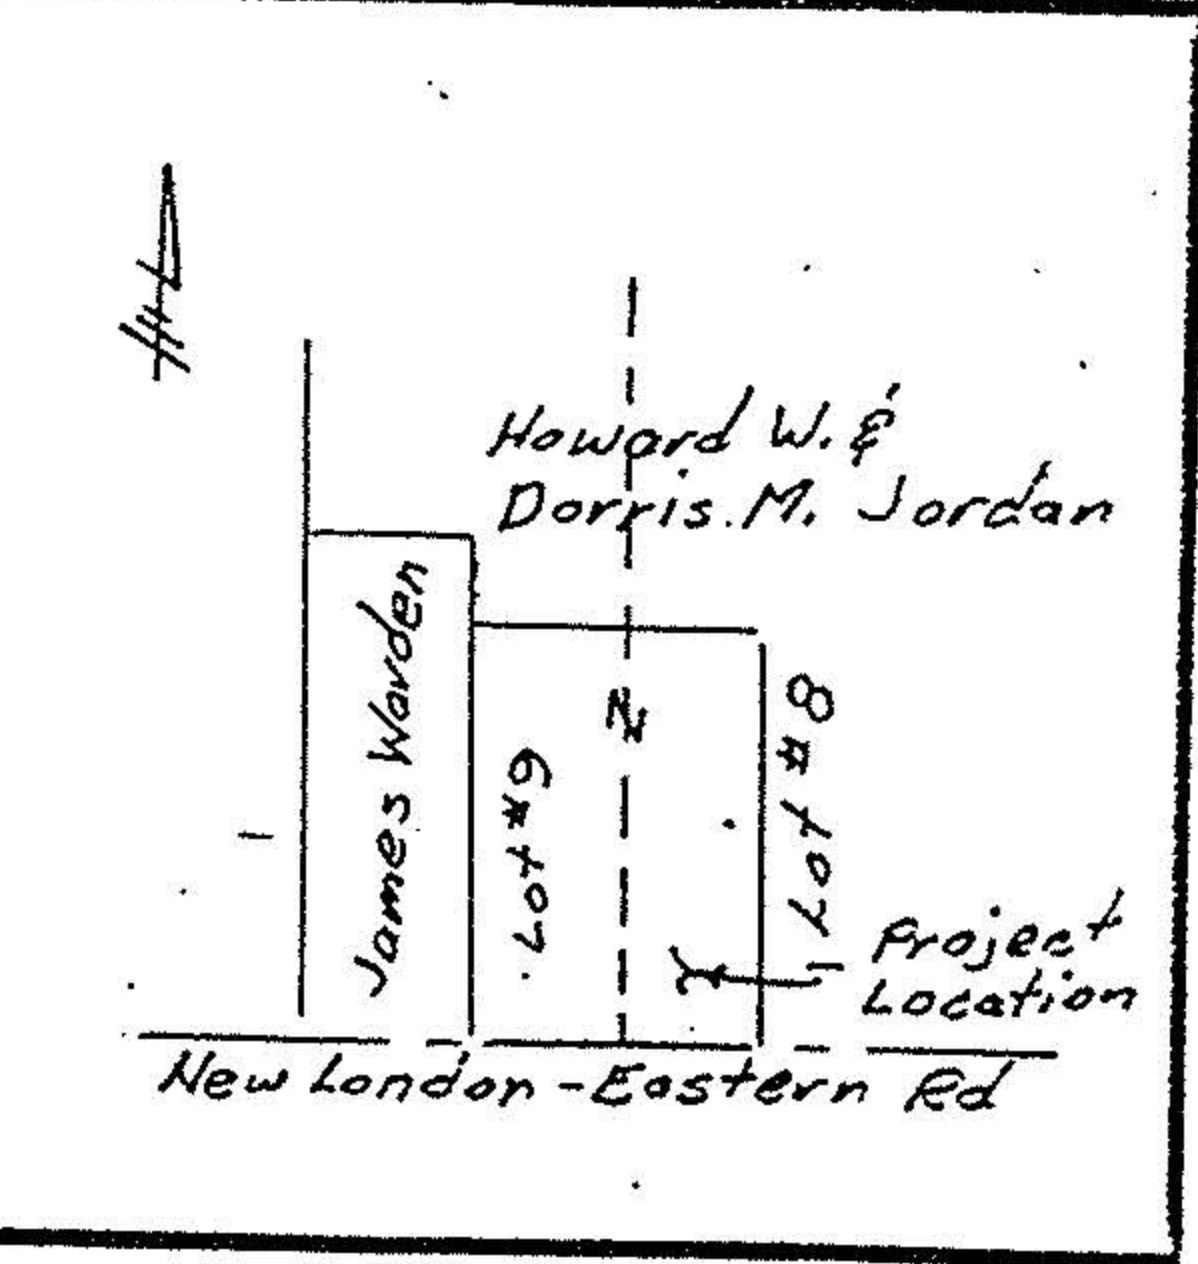 Howard W. &
Dorris. M. Jordan
James Warden
Lot #9
Z
Lot #8
Project
Location
New London - Eastern Rd